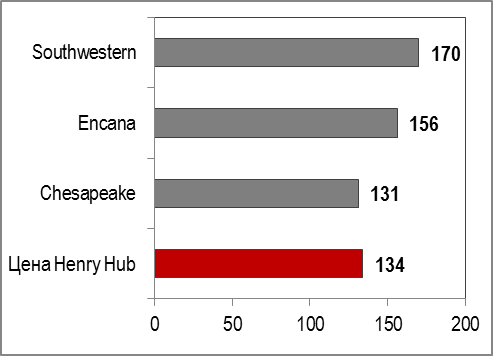 Southwestern 170
Encana 156
Chesapeake 131
Цена Henry Hub 134
0 50 100 150 200